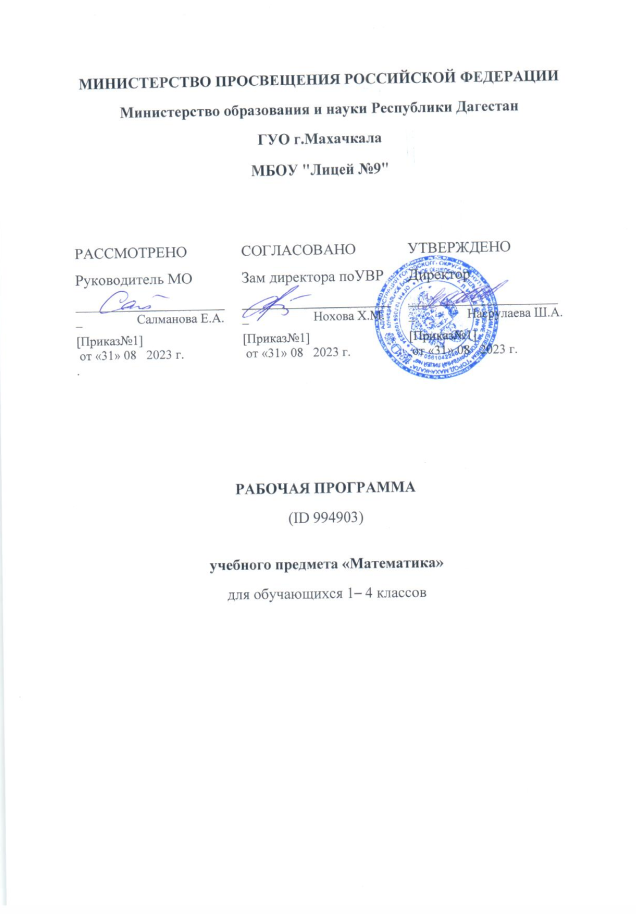 МИНИСТЕРСТВО ПРОСВЕЩЕНИЯ РОССИЙСКОЙ ФЕДЕРАЦИИ
Министерство образования и науки Республики Дагестан
ГУО г.Махачкала
МБОУ "Лицей №9"
РАССМОТРЕНО
Руководитель МО
Салманова Е.А.
[Приказ№1]
от «31» 08 2023 г.
СОГЛАСОВАНО
Зам директора поУВР
Нохова Х.М.
[Приказ№1]
от «31» 08 2023 г.
УТВЕРЖДЕНО
Директор
Насрулаева Ш.А.
[Приказ№1]
от «31» 08 2023 г.
РАБОЧАЯ ПРОГРАММА
(ID 994903)
учебного предмета «Математика»
для обучающихся 1– 4 классов